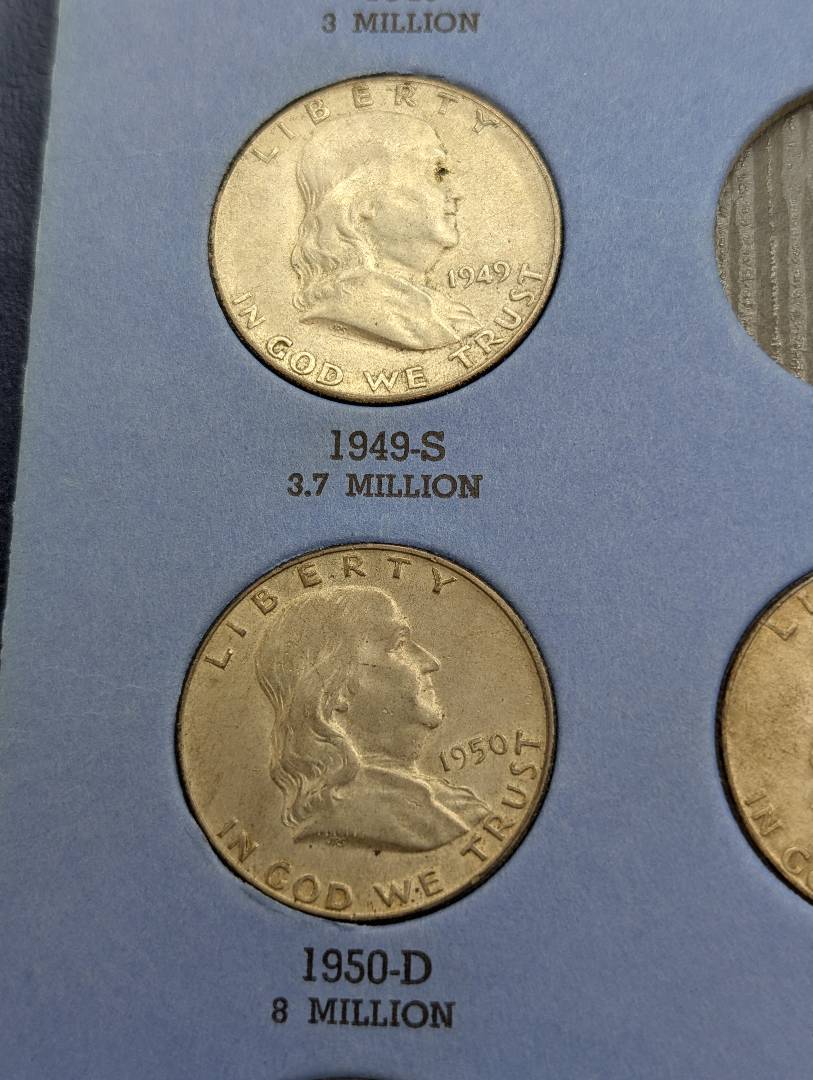 3 MILLION
LIBERTY
1949
IN GOD WE TRUST
1949-S
3.7 MILLION
LIBERTY
1950
IN GOD WE TRUST
1950-D
8 MILLION
L
IN G